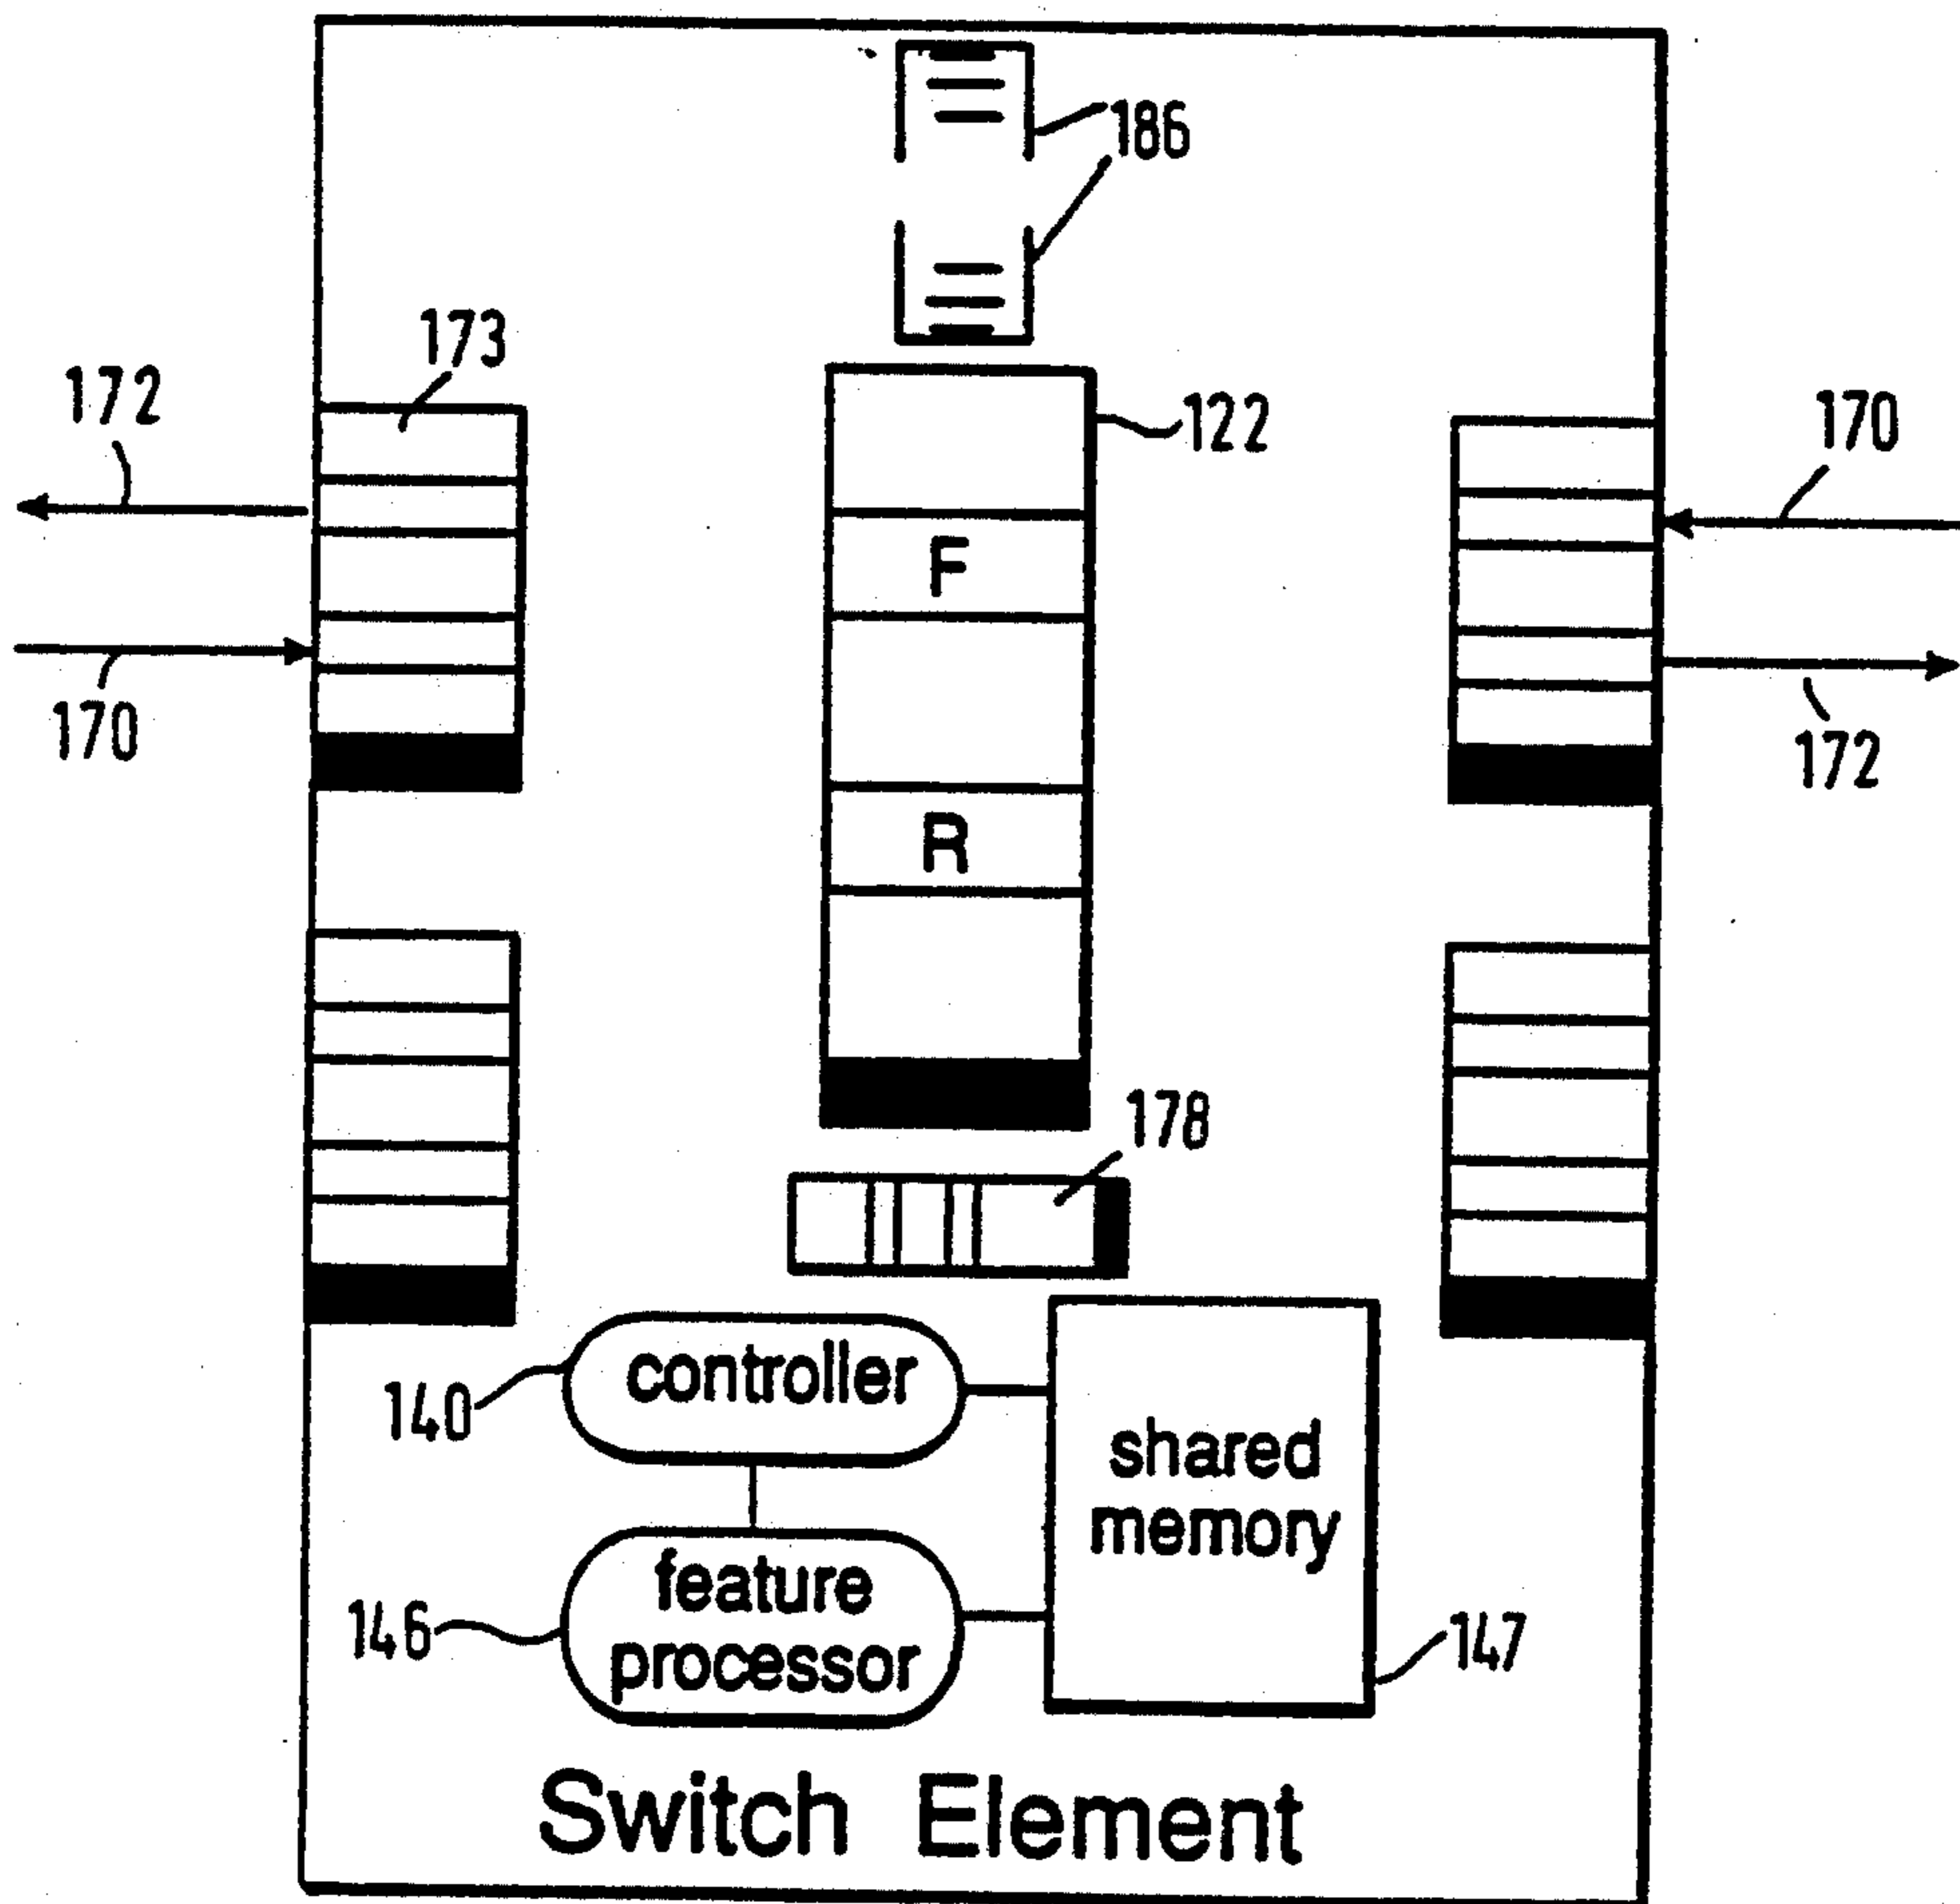 186
173
172
122
170
F
170
172
R
178
controller
140
shared
memory
feature
processor
146
147
Switch Element